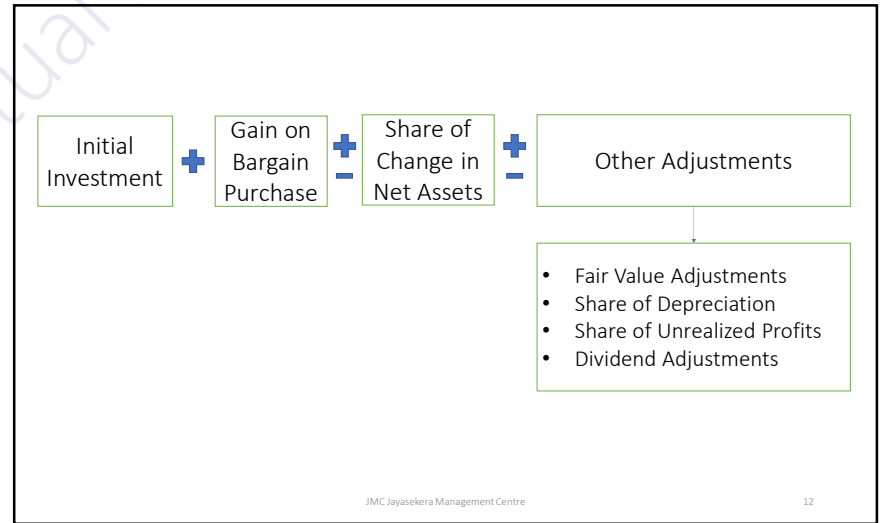 Initial
Investment
Gain on
Bargain
Purchase
Share of
Change in
Net Assets
Other Adjustments
• Fair Value Adjustments
• Share of Depreciation
• Share of Unrealized Profits
• Dividend Adjustments
JMC Jayasekera Management Centre
12